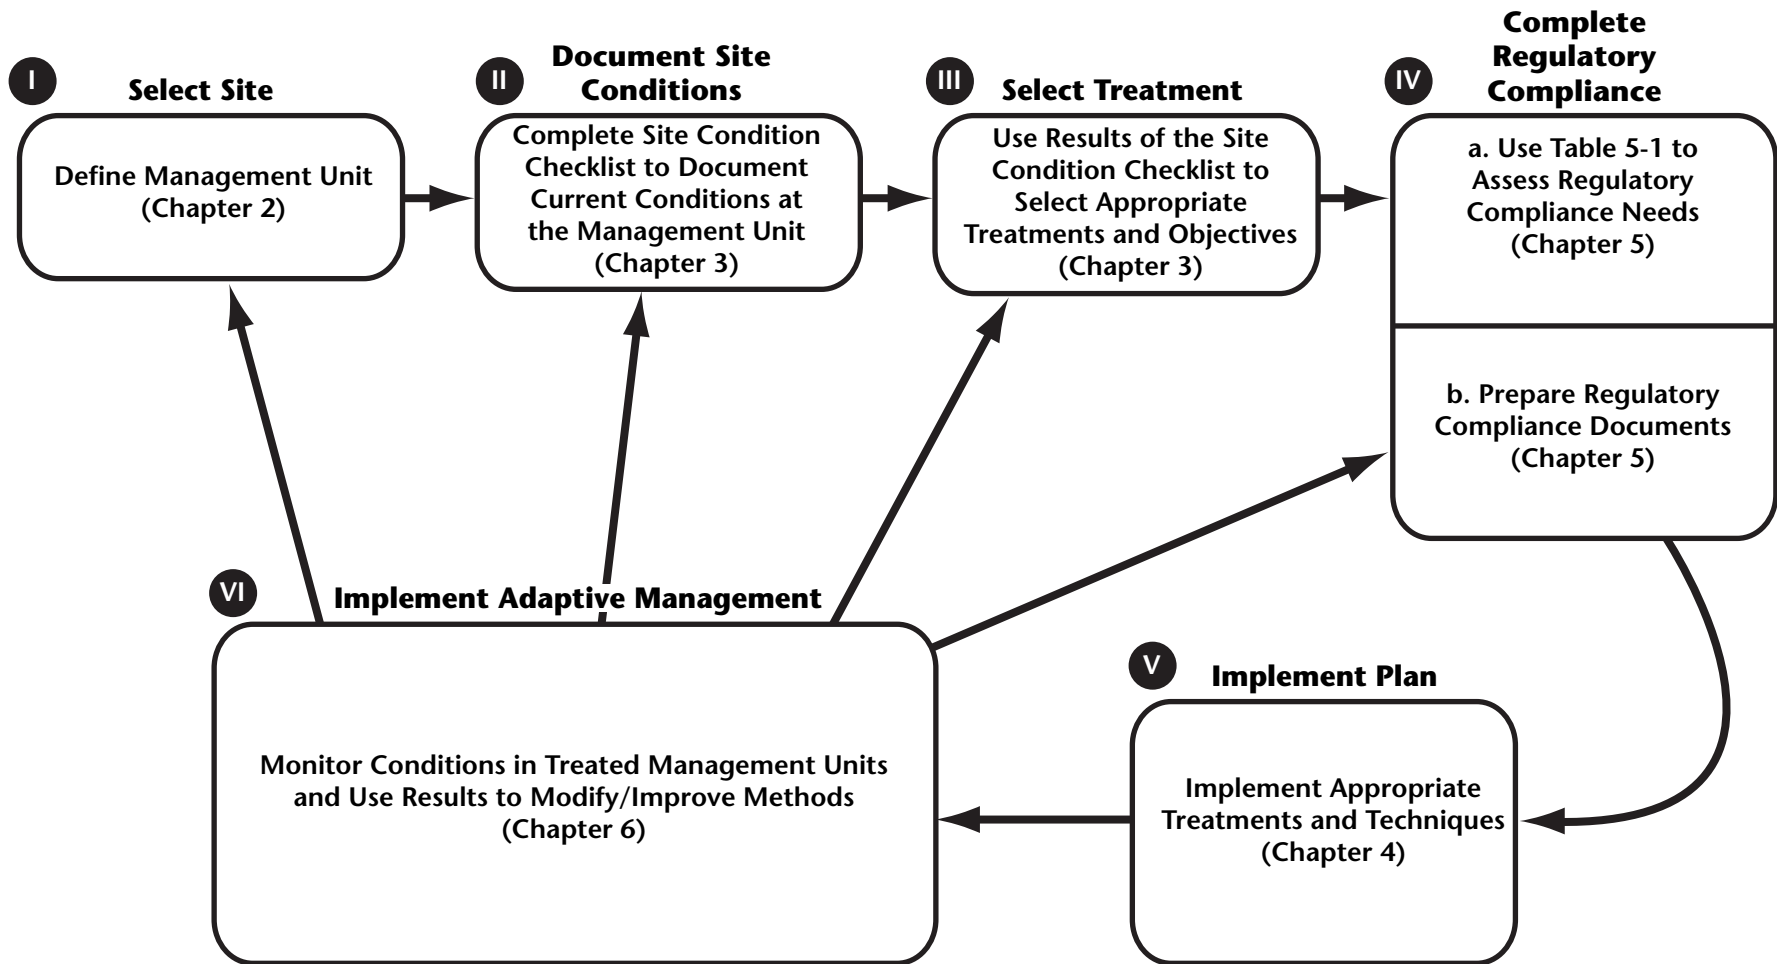 I
Select Site
Define Management Unit
(Chapter 2)
II
Document Site
Conditions
Complete Site Condition
Checklist to Document
Current Conditions at
the Management Unit
(Chapter 3)
III
Select Treatment
Use Results of the Site
Condition Checklist to
Select Appropriate
Treatments and Objectives
(Chapter 3)
IV
Complete
Regulatory
Compliance
a. Use Table 5-1 to
Assess Regulatory
Compliance Needs
(Chapter 5)
b. Prepare Regulatory
Compliance Documents
(Chapter 5)
V
Implement Plan
Implement Appropriate
Treatments and Techniques
(Chapter 4)
VI
Implement Adaptive Management
Monitor Conditions in Treated Management Units
and Use Results to Modify/Improve Methods
(Chapter 6)